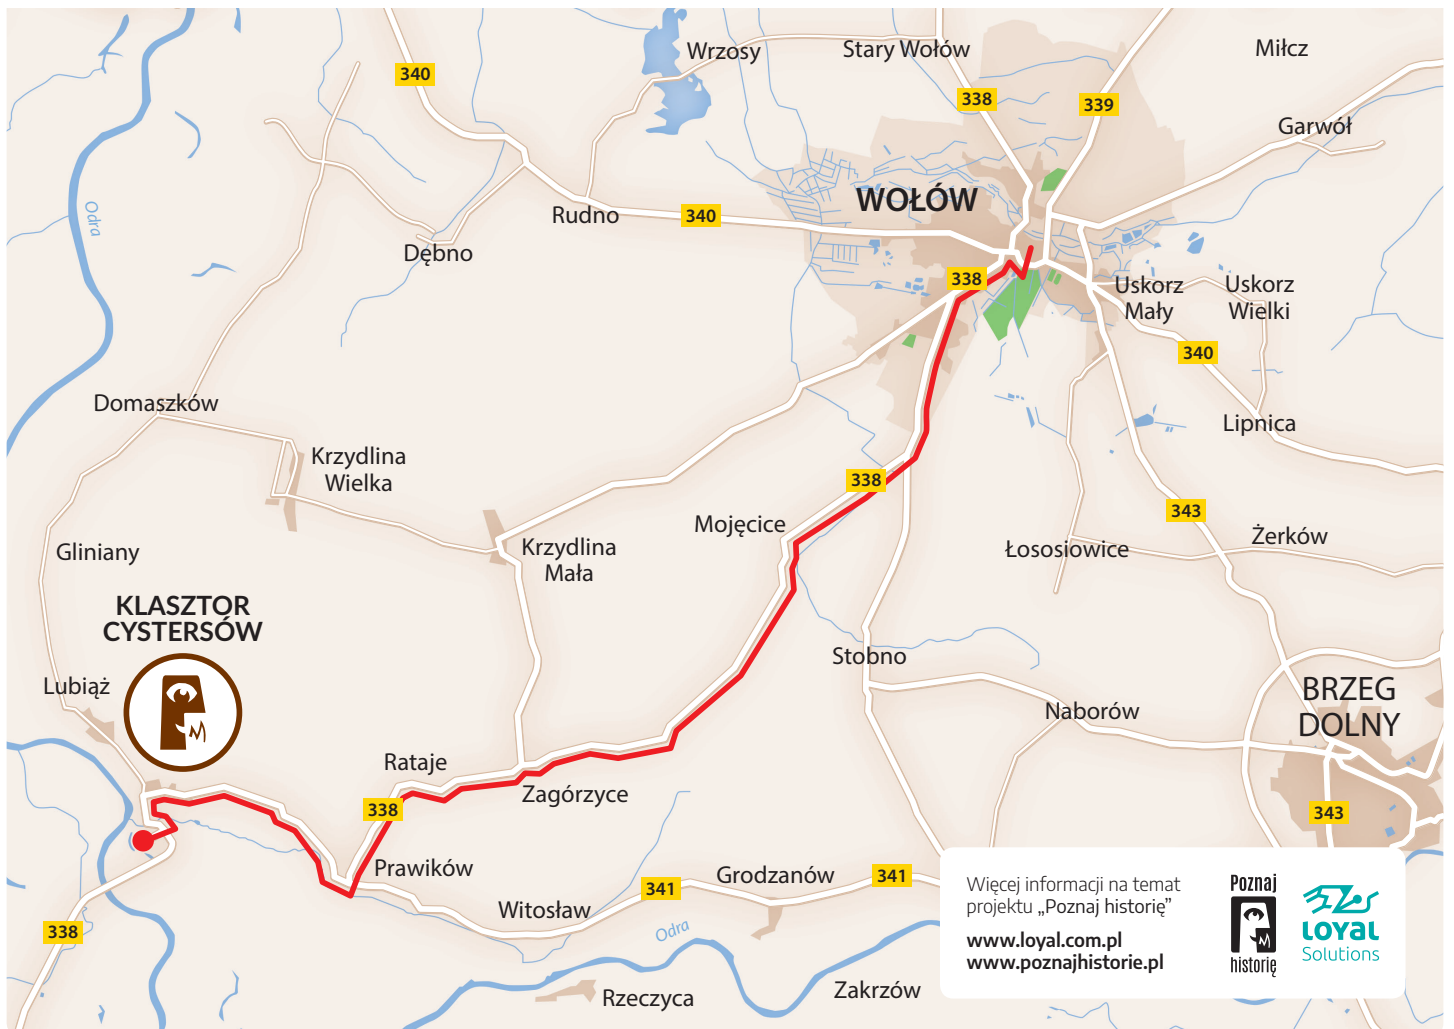 Wrzosy
Stary Wołów
Miłcz
340
338
339
Garwół
Odra
WOŁÓW
Rudno
340
Dębno
338
Uskorz
Mały
Uskorz
Wielki
340
Domaszków
Lipnica
Krzydlina
Wielka
338
343
Mojęcice
Gliniany
Krzydlina
Mała
Łososiowice
Żerków
KLASZTOR
CYSTERSÓW
Stobno
Lubiąż
BRZEG
DOLNY
Naborów
Rataje
Zagórzyce
338
343
Prawików
341
Grodzanów
341
Witosław
338
Odra
Rzeczyca
Zakrzów
Więcej informacji na temat
projektu „Poznaj historię”
www.loyal.com.pl
www.poznajhistorie.pl
Poznaj
historię
LOYAL
Solutions